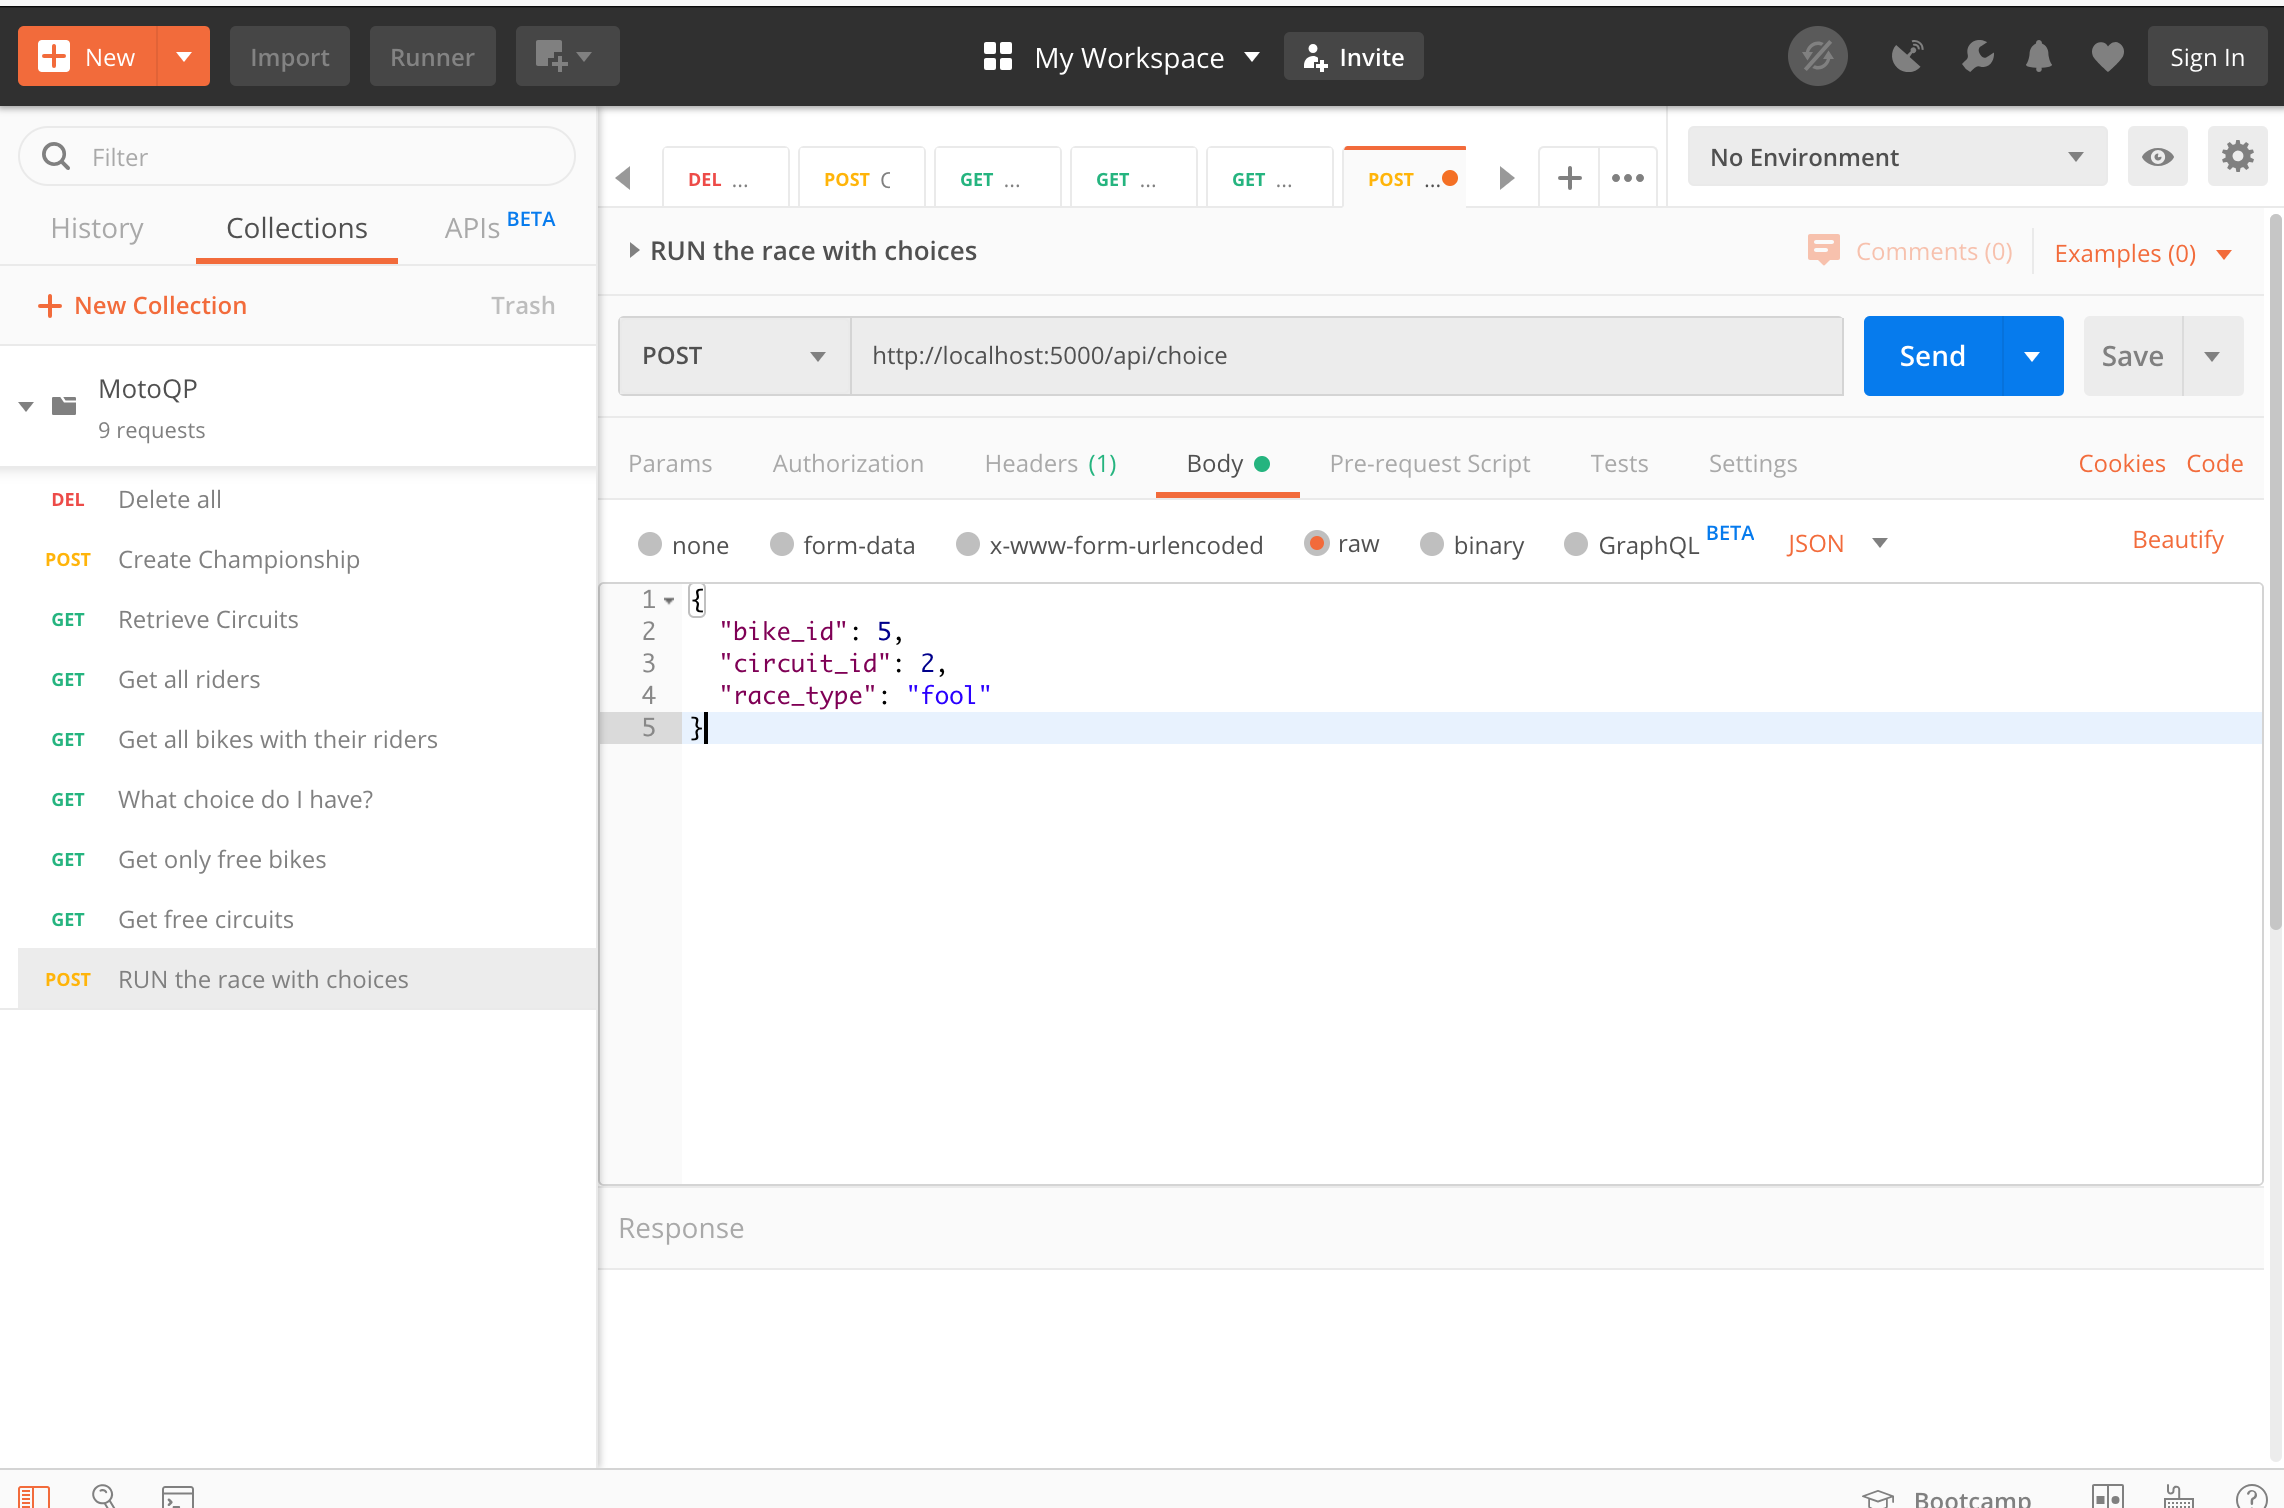 New Import Runner My Workspace Invite Sign In
Filter
History Collections APIs BETA
+ New Collection Trash
MotoQP
9 requests
DEL Delete all
POST Create Championship
GET Retrieve Circuits
GET Get all riders
GET Get all bikes with their riders
GET What choice do I have?
GET Get only free bikes
GET Get free circuits
POST RUN the race with choices
DEL ... POST C GET ... GET ... GET ... POST ... No Environment
RUN the race with choices Comments (0) Examples (0)
POST http://localhost:5000/api/choice Send Save
Params Authorization Headers (1) Body Pre-request Script Tests Settings Cookies Code
none form-data x-www-form-urlencoded raw binary GraphQL BETA JSON Beautify
1 {
2 "bike_id": 5,
3 "circuit_id": 2,
4 "race_type": "fool"
5 }
Response
Bootcamp